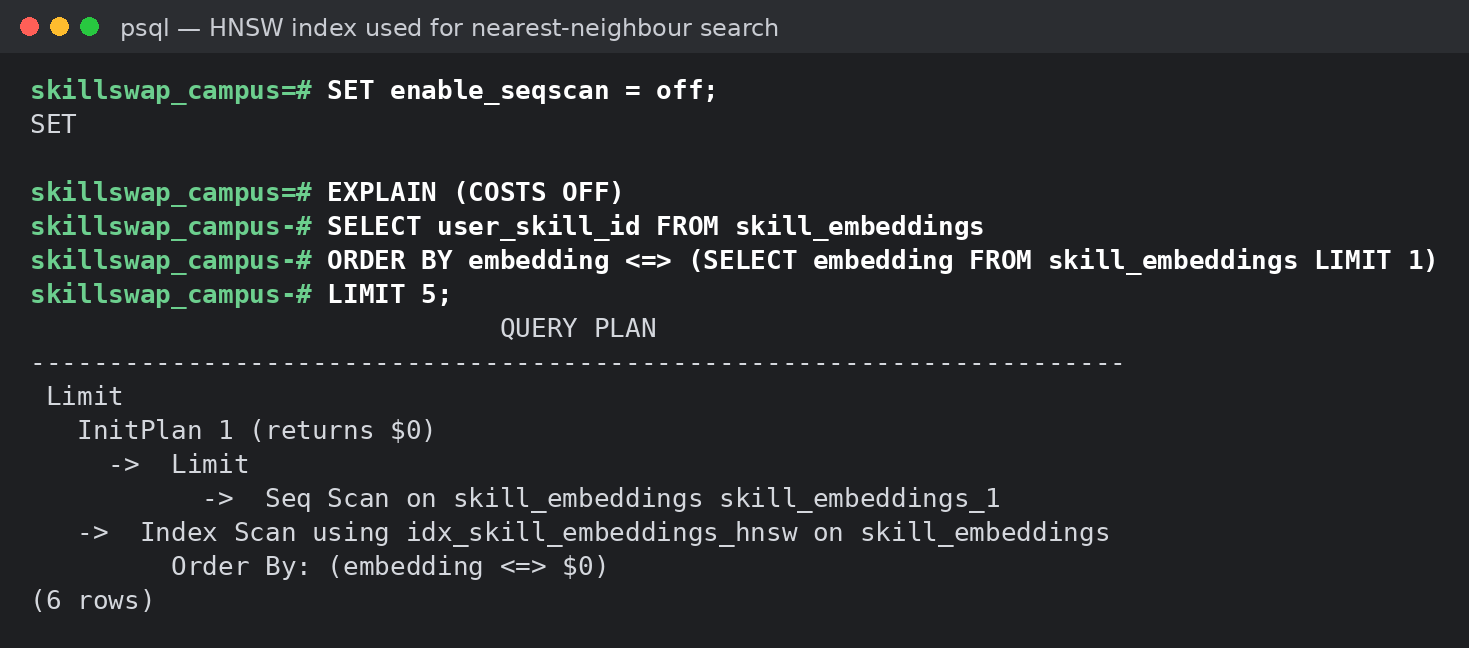 psql — HNSW index used for nearest-neighbour search
skillswap_campus=# SET enable_seqscan = off;
SET
skillswap_campus=# EXPLAIN (COSTS OFF)
skillswap_campus-# SELECT user_skill_id FROM skill_embeddings
skillswap_campus-# ORDER BY embedding <=> (SELECT embedding FROM skill_embeddings LIMIT 1)
skillswap_campus-# LIMIT 5;
                              QUERY PLAN
----------------------------------------------------------------------
 Limit
   InitPlan 1 (returns $0)
     ->  Limit
           ->  Seq Scan on skill_embeddings skill_embeddings_1
   ->  Index Scan using idx_skill_embeddings_hnsw on skill_embeddings
         Order By: (embedding <=> $0)
(6 rows)